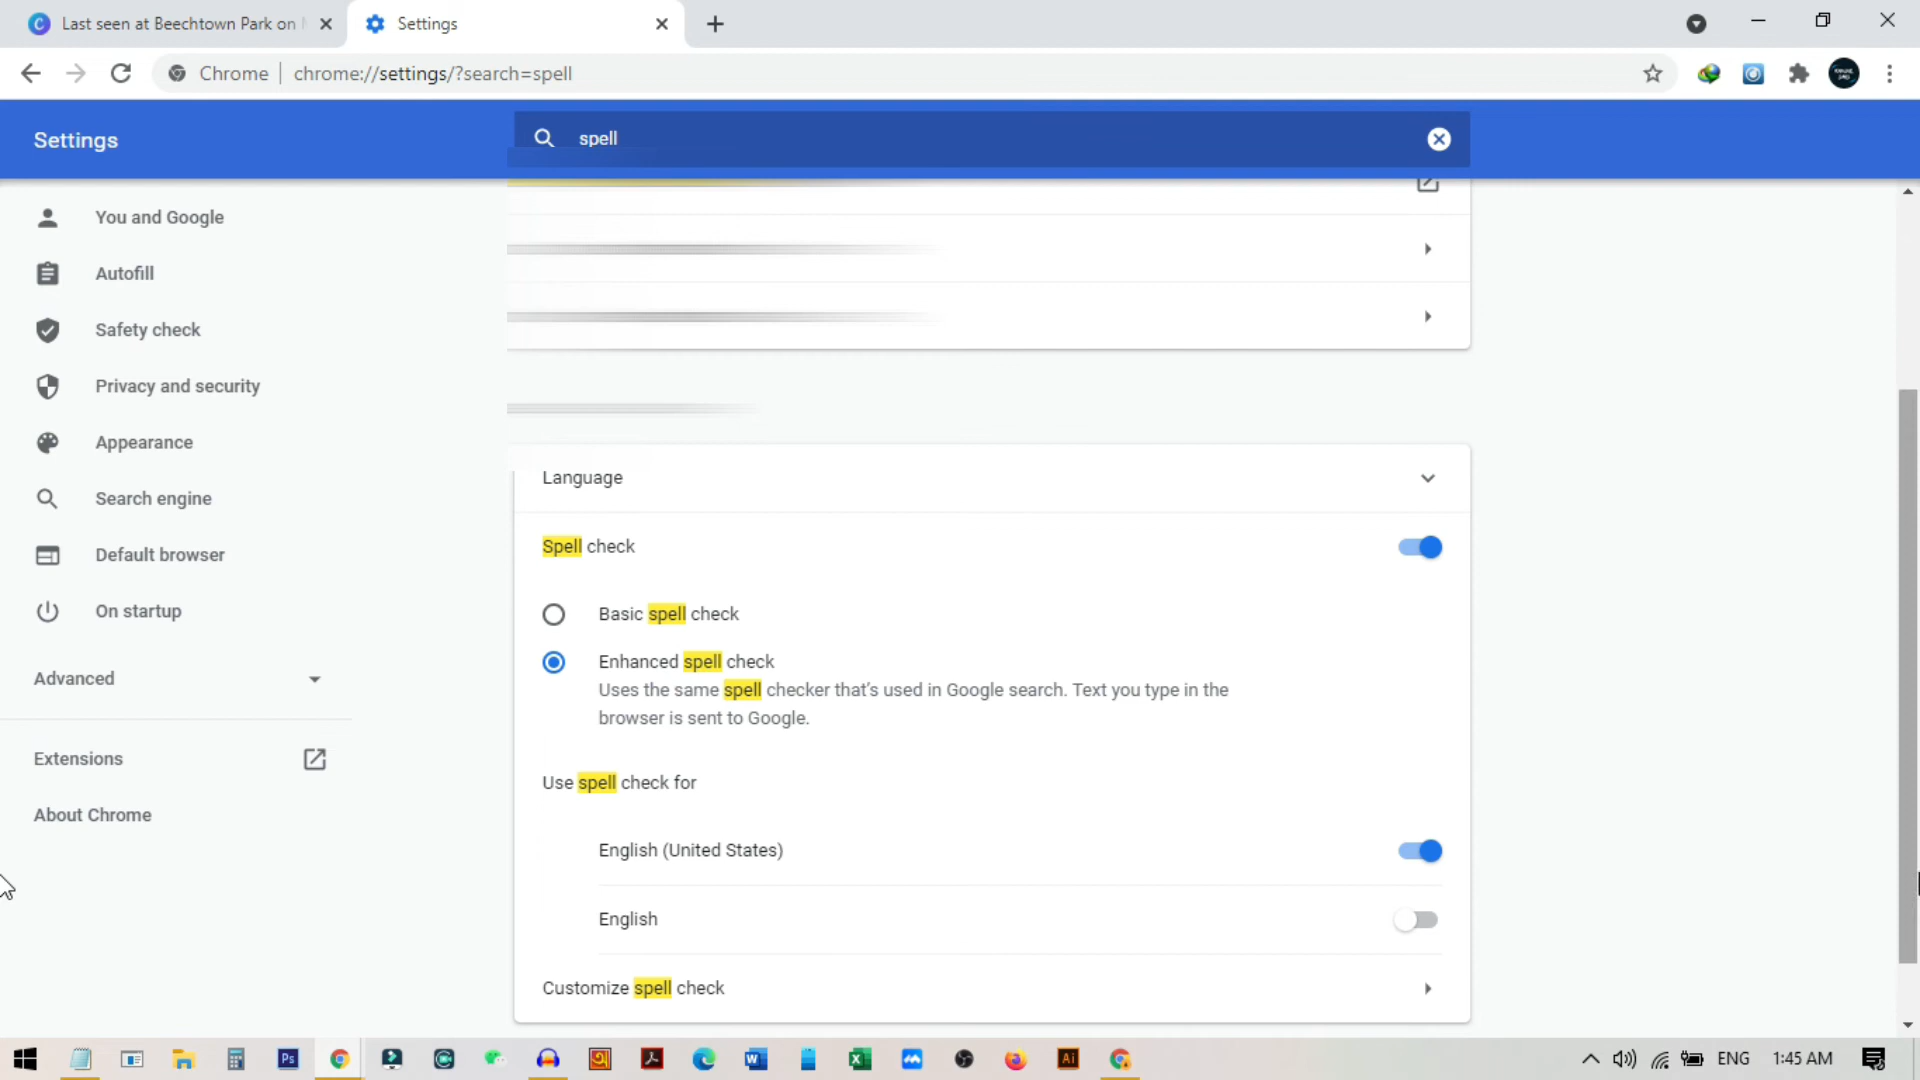 Last seen at Beechtown Park on
Settings
Chrome
chrome://settings/?search=spell
Settings
spell
You and Google
Autofill
Safety check
Privacy and security
Appearance
Search engine
Default browser
On startup
Advanced
Extensions
About Chrome
Language
Spell check
Basic spell check
Enhanced spell check
Uses the same spell checker that's used in Google search. Text you type in the
browser is sent to Google.
Use spell check for
English (United States)
English
Customize spell check
Ps
Ai
ENG
1:45 AM